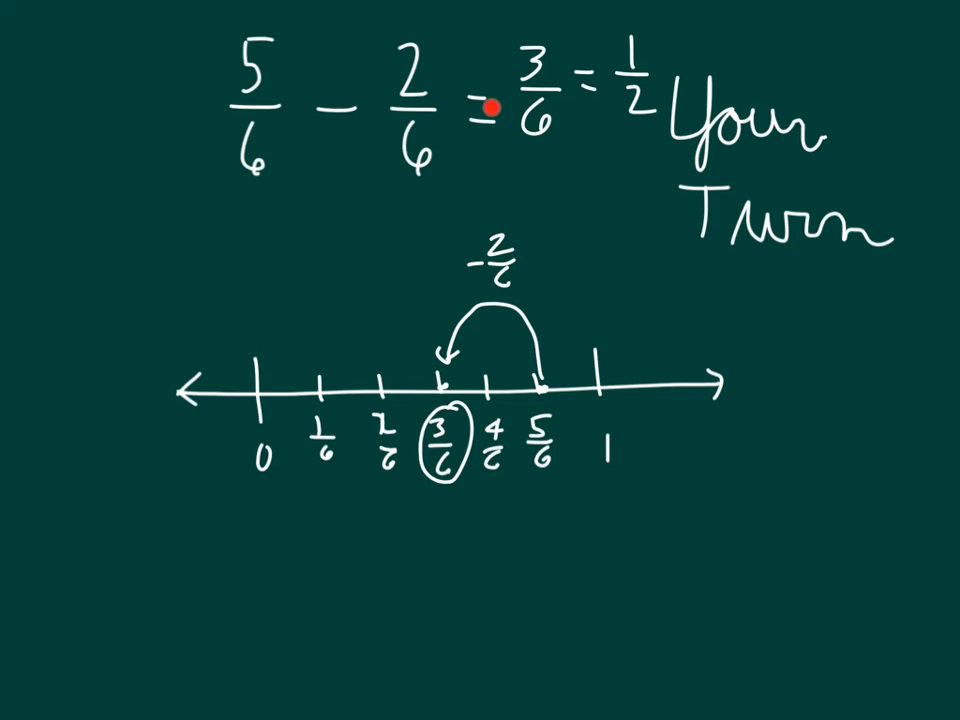 5/6 − 2/6 = 3/6 = 1/2 Your
Turn
−2/6
0 1/6 2/6 3/6 4/6 5/6 1